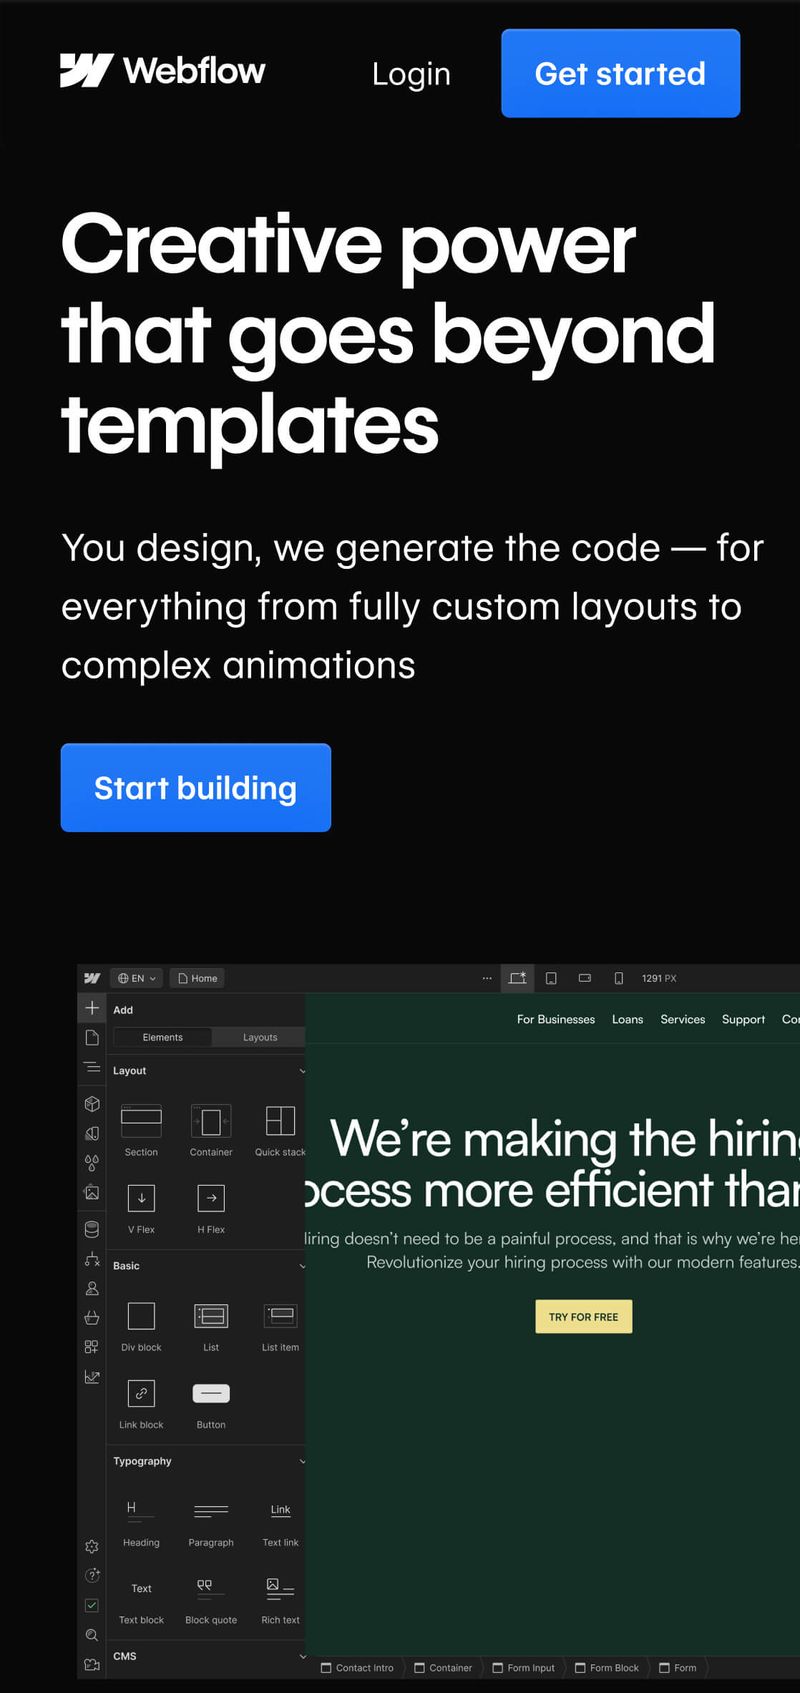 Webflow
Login
Get started
Creative power
that goes beyond
templates
You design, we generate the code — for
everything from fully custom layouts to
complex animations
Start building
EN
Home
1291 PX
Add
Elements
Layouts
Layout
Section
Container
Quick stack
V Flex
H Flex
Basic
Div block
List
List item
Link block
Button
Typography
H
Link
Heading
Paragraph
Text link
Text
Text block
Block quote
Rich text
CMS
For Businesses
Loans
Services
Support
We're making the hiring
ocess more efficient than
iring doesn't need to be a painful process, and that is why we're her
Revolutionize your hiring process with our modern features.
TRY FOR FREE
Contact Intro
Container
Form Input
Form Block
Form